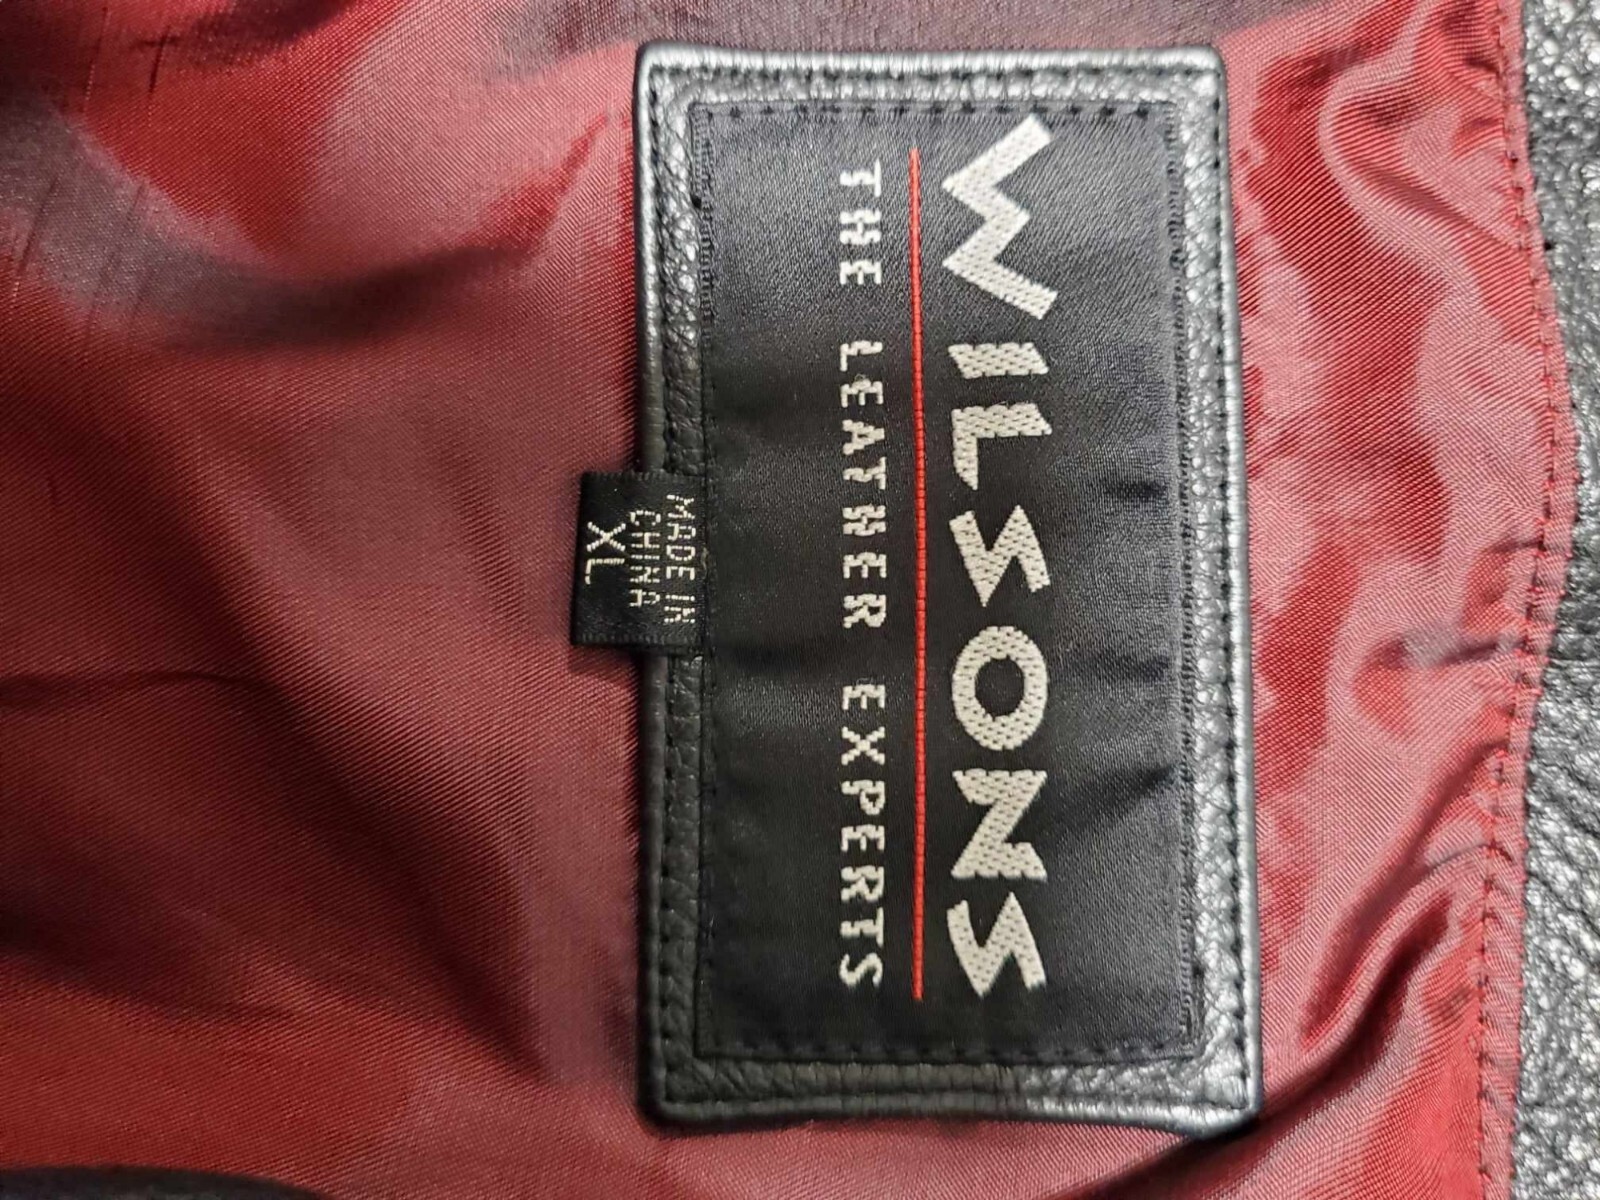 WILSONS
THE LEATHER EXPERTS
MADE IN
CHINA
XL